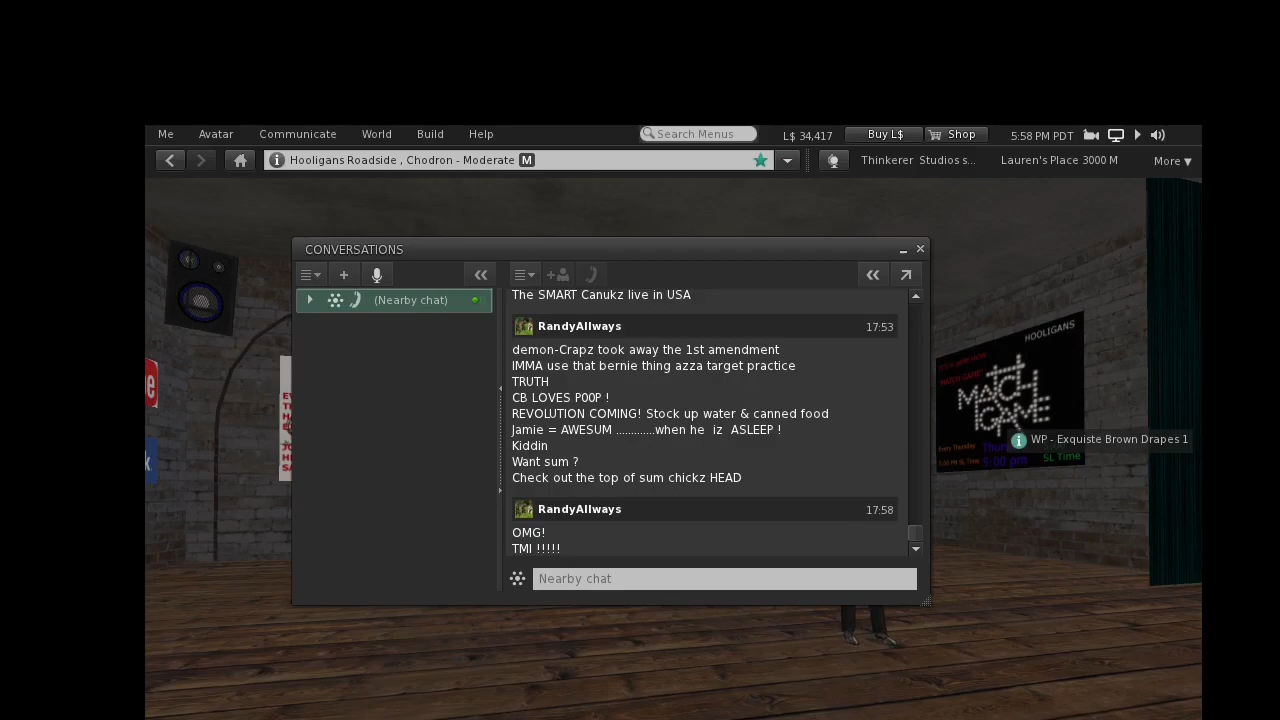 Me Avatar Communicate World Build Help Search Menus L$ 34,417 Buy L$ Shop 5:58 PM PDT
Hooligans Roadside , Chodron - Moderate M Thinkerer Studios s... Lauren's Place 3000 M More ▼
CONVERSATIONS
(Nearby chat)
The SMART Canukz live in USA
RandyAllways 17:53
demon-Crapz took away the 1st amendment
IMMA use that bernie thing azza target practice
TRUTH
CB LOVES P00P !
REVOLUTION COMING! Stock up water & canned food
Jamie = AWESUM .............when he iz ASLEEP !
Kiddin
Want sum ?
Check out the top of sum chickz HEAD
RandyAllways 17:58
OMG!
TMI !!!!!
Nearby chat
HOOLIGANS
MATCH
GAME
WP - Exquiste Brown Drapes 1
Every Thursday
5:00 pm
SL Time